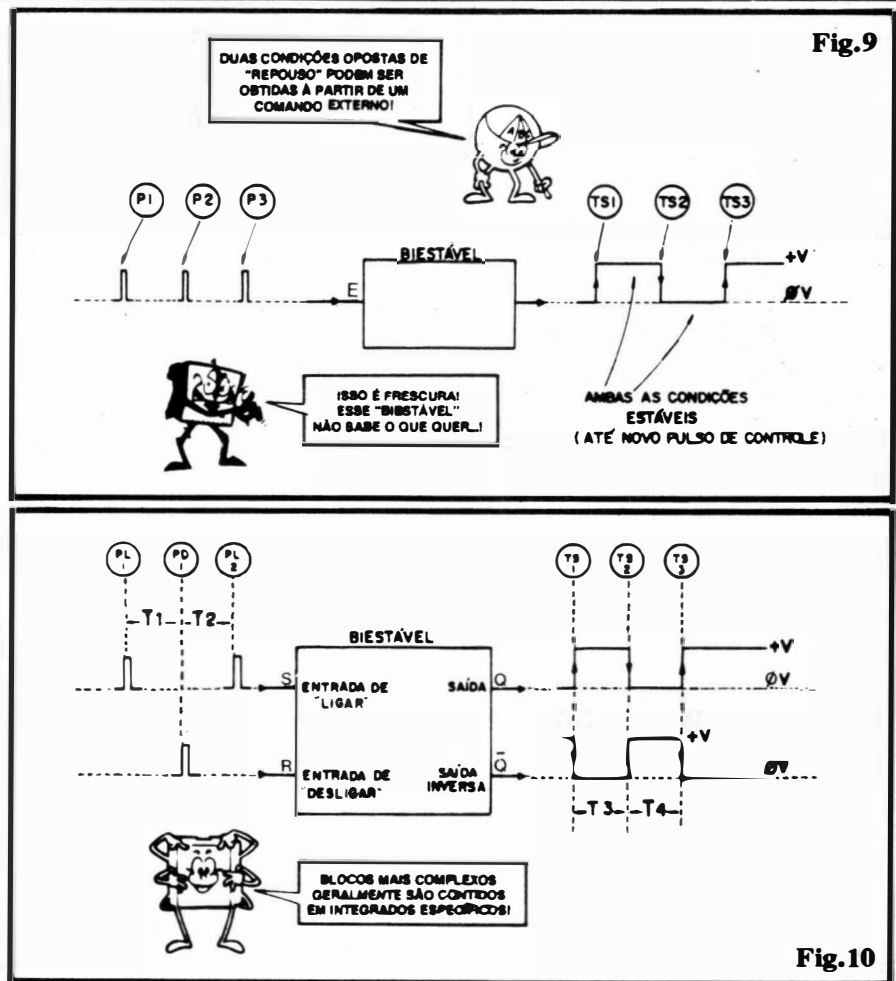 Fig.9
DUAS CONDIÇÕES OPOSTAS DE
"REPOUSO" PODEM SER
OBTIDAS À PARTIR DE UM
COMANDO EXTERNO!
P1 P2 P3
TS1 TS2 TS3
BIESTÁVEL
E
+V
ØV
ISSO É FRESCURA!
ESSE "BIESTÁVEL"
NÃO SABE O QUE QUER...!
AMBAS AS CONDIÇÕES
ESTÁVEIS
(ATÉ NOVO PULSO DE CONTROLE)
PL 1 PD 1 PL 2
TS 1 TS 2 TS 3
T1 T2
BIESTÁVEL
+V
S ENTRADA DE SAÍDA Q ØV
"LIGAR"
+V
R ENTRADA DE SAÍDA Q̅ ØV
"DESLIGAR" INVERSA
T3 T4
BLOCOS MAIS COMPLEXOS
GERALMENTE SÃO CONTIDOS
EM INTEGRADOS ESPECÍFICOS!
Fig.10